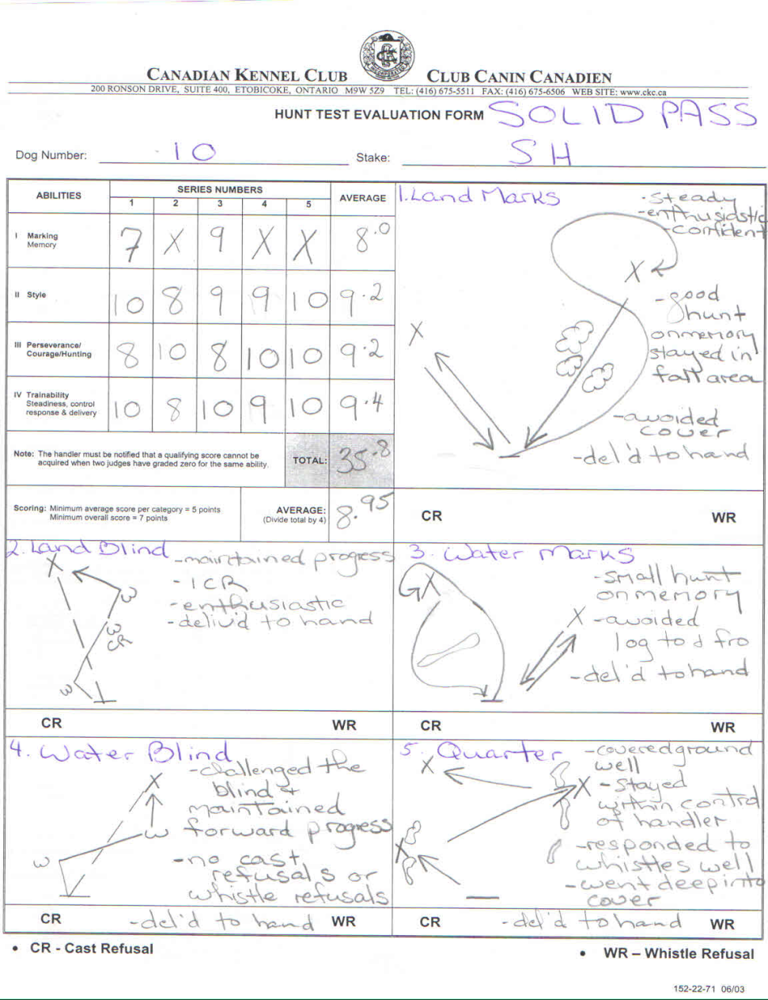 CANADIAN KENNEL CLUB CLUB CANIN CANADIEN
200 RONSON DRIVE, SUITE 400, ETOBICOKE, ONTARIO M9W 5Z9 TEL: (416) 675-5511 FAX: (416) 675-6506 WEB SITE: www.ckc.ca
HUNT TEST EVALUATION FORM SOLID PASS
Dog Number: 10 Stake: SH
ABILITIES SERIES NUMBERS AVERAGE
1 2 3 4 5
I Marking Memory 7 X 9 X X 8.0
II Style 10 8 9 9 10 9.2
III Perseverance/ Courage/Hunting 8 10 8 10 10 9.2
IV Trainability Steadiness, control response & delivery 10 8 10 9 10 9.4
Note: The handler must be notified that a qualifying score cannot be
acquired when two judges have graded zero for the same ability.
TOTAL: 35.8
Scoring: Minimum average score per category = 5 points
Minimum overall score = 7 points
AVERAGE: 8.95
(Divide total by 4)
1. Land Marks
- Steady
- enthusiastic
- confident
X
X
- good
hunt
on memory
stayed in
fall area
- avoided
cover
- del'd to hand
CR WR
2. Land Blind
- maintained progress
- 1 CR
- enthusiastic
- deliv'd to hand
X
W
W
CR
W
CR WR
3. Water Marks
- small hunt
on memory
- avoided
log to & fro
- del'd to hand
GX
X
CR WR
4. Water Blind
- challenged the
blind +
maintained
forward progress
- no cast
refusals or
whistle refusals
X
W
W
CR - del'd to hand WR
5. Quarter
- covered ground
well
- stayed
within control
of handler
- responded to
whistles well
- went deep into
cover
X
X
X
CR - del'd to hand WR
• CR - Cast Refusal
• WR – Whistle Refusal
152-22-71 06/03